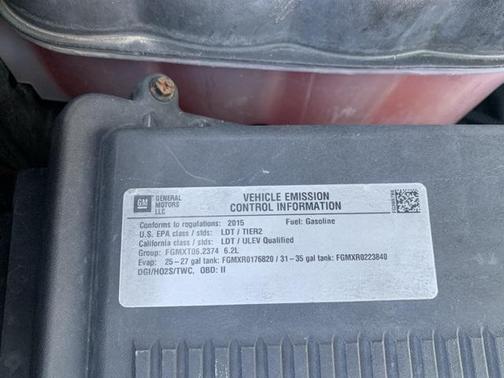 GM
GENERAL
MOTORS
LLC
VEHICLE EMISSION
CONTROL INFORMATION
Conforms to regulations: 2015 Fuel: Gasoline
U.S. EPA class / stds: LDT / TIER2
California class / stds: LDT / ULEV Qualified
Group: FGMXT06.2374 6.2L
Evap: 25 - 27 gal tank: FGMXR0176820 / 31 - 35 gal tank: FGMXR0223840
DGI/HO2S/TWC, OBD: II